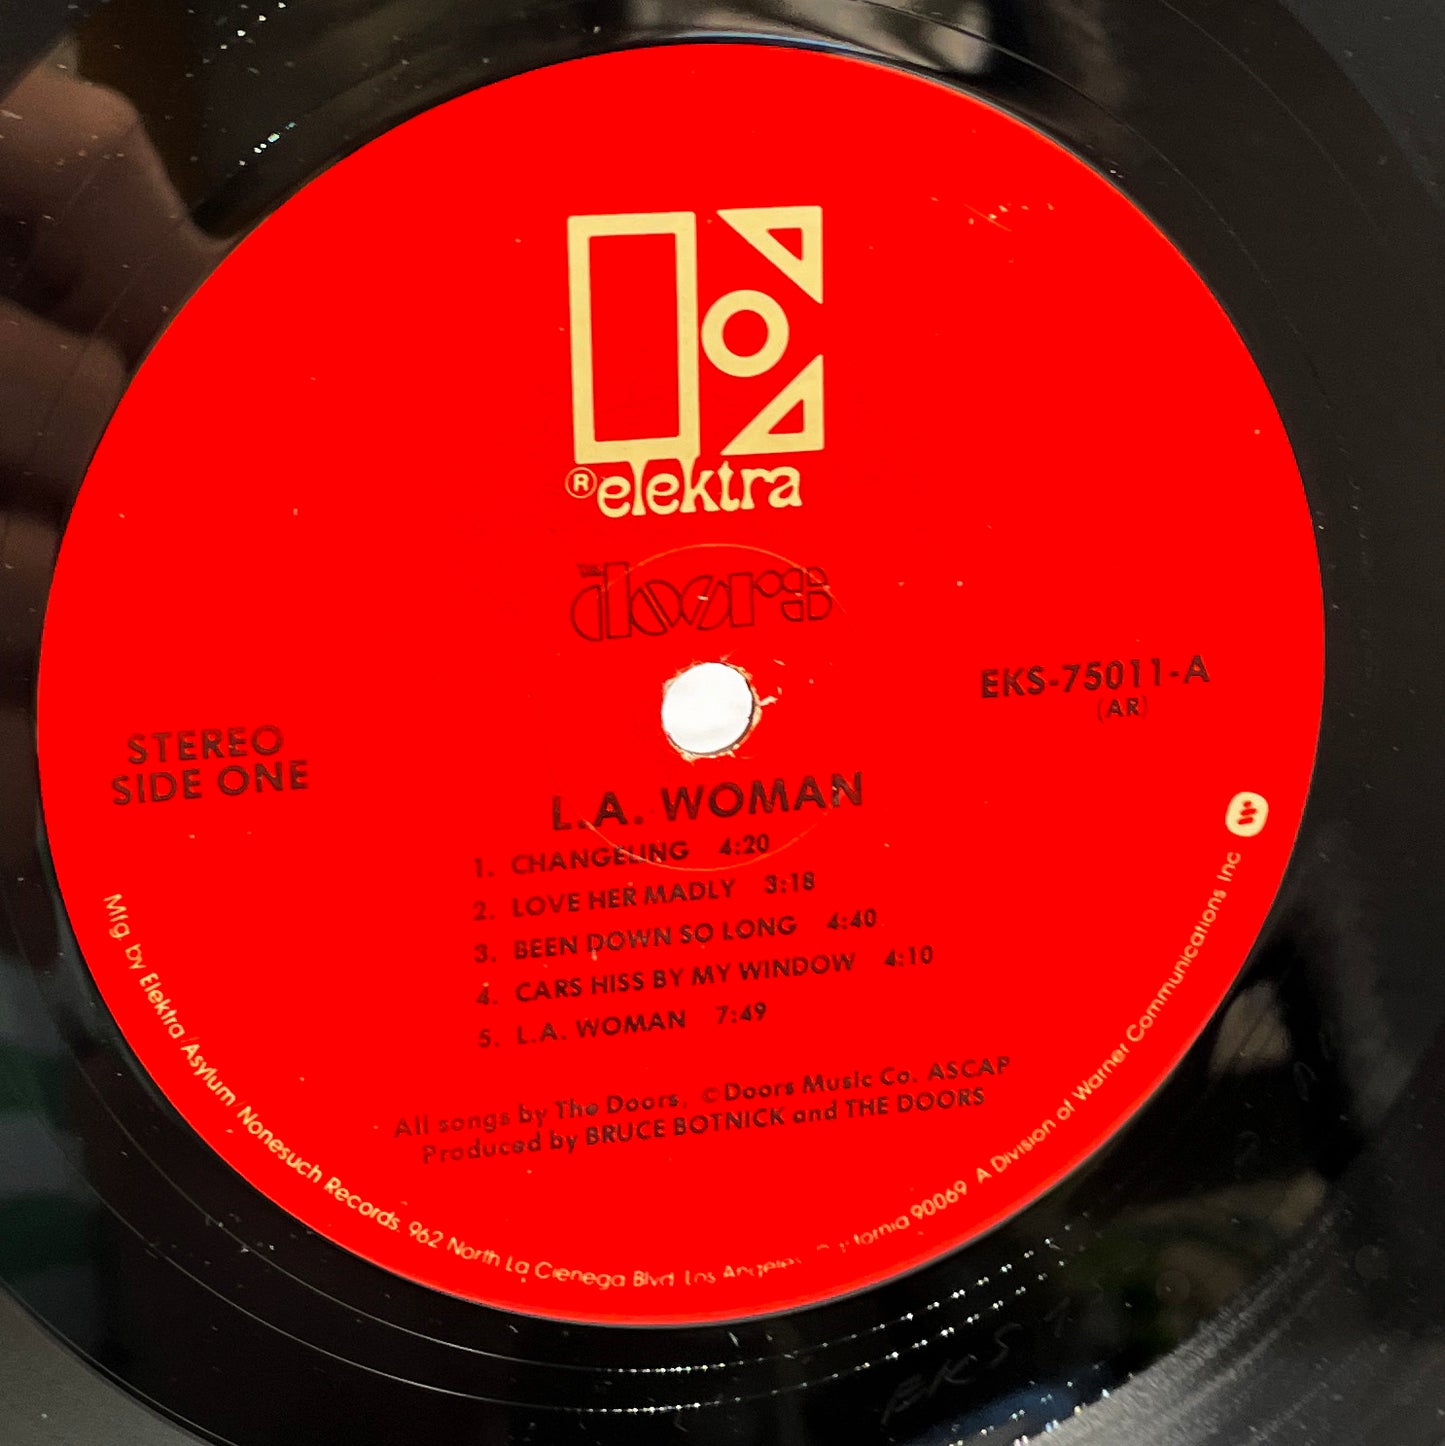 ® elektra
THE doors
EKS-75011-A
(AR)
STEREO
SIDE ONE
L.A. WOMAN
1. CHANGELING 4:20
2. LOVE HER MADLY 3:18
3. BEEN DOWN SO LONG 4:40
4. CARS HISS BY MY WINDOW 4:10
5. L.A. WOMAN 7:49
All songs by The Doors, ©Doors Music Co. ASCAP
Produced by BRUCE BOTNICK and THE DOORS
Mfg. by Elektra/Asylum/Nonesuch Records, 962 North La Cienega Blvd. Los Angeles, California 90069 A Division of Warner Communications Inc
EKS